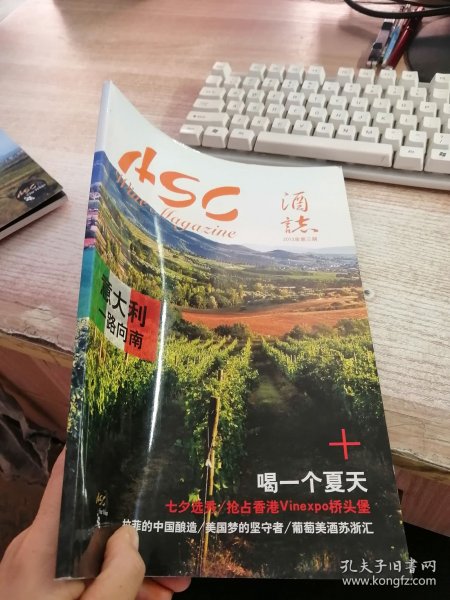 ASC
Wine Magazine
酒誌
2013年第三期
意大利
一路向南
+
喝一个夏天
七夕选秀/抢占香港Vinexpo桥头堡
拉菲的中国酿造/美国梦的坚守者/葡萄美酒苏浙汇
孔夫子旧书网
www.kongfz.com